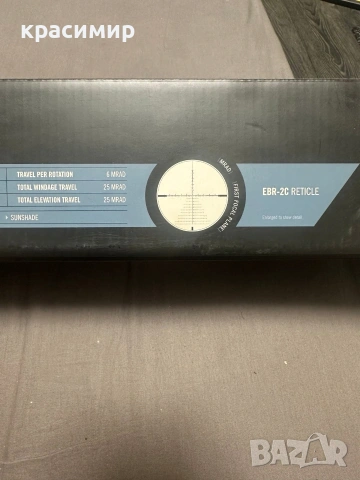 красимир
TRAVEL PER ROTATION 6 MRAD
TOTAL WINDAGE TRAVEL 25 MRAD
TOTAL ELEVATION TRAVEL 25 MRAD
+ SUNSHADE
(MRAD)
(FIRST FOCAL PLANE)
EBR-2C RETICLE
BAZAR